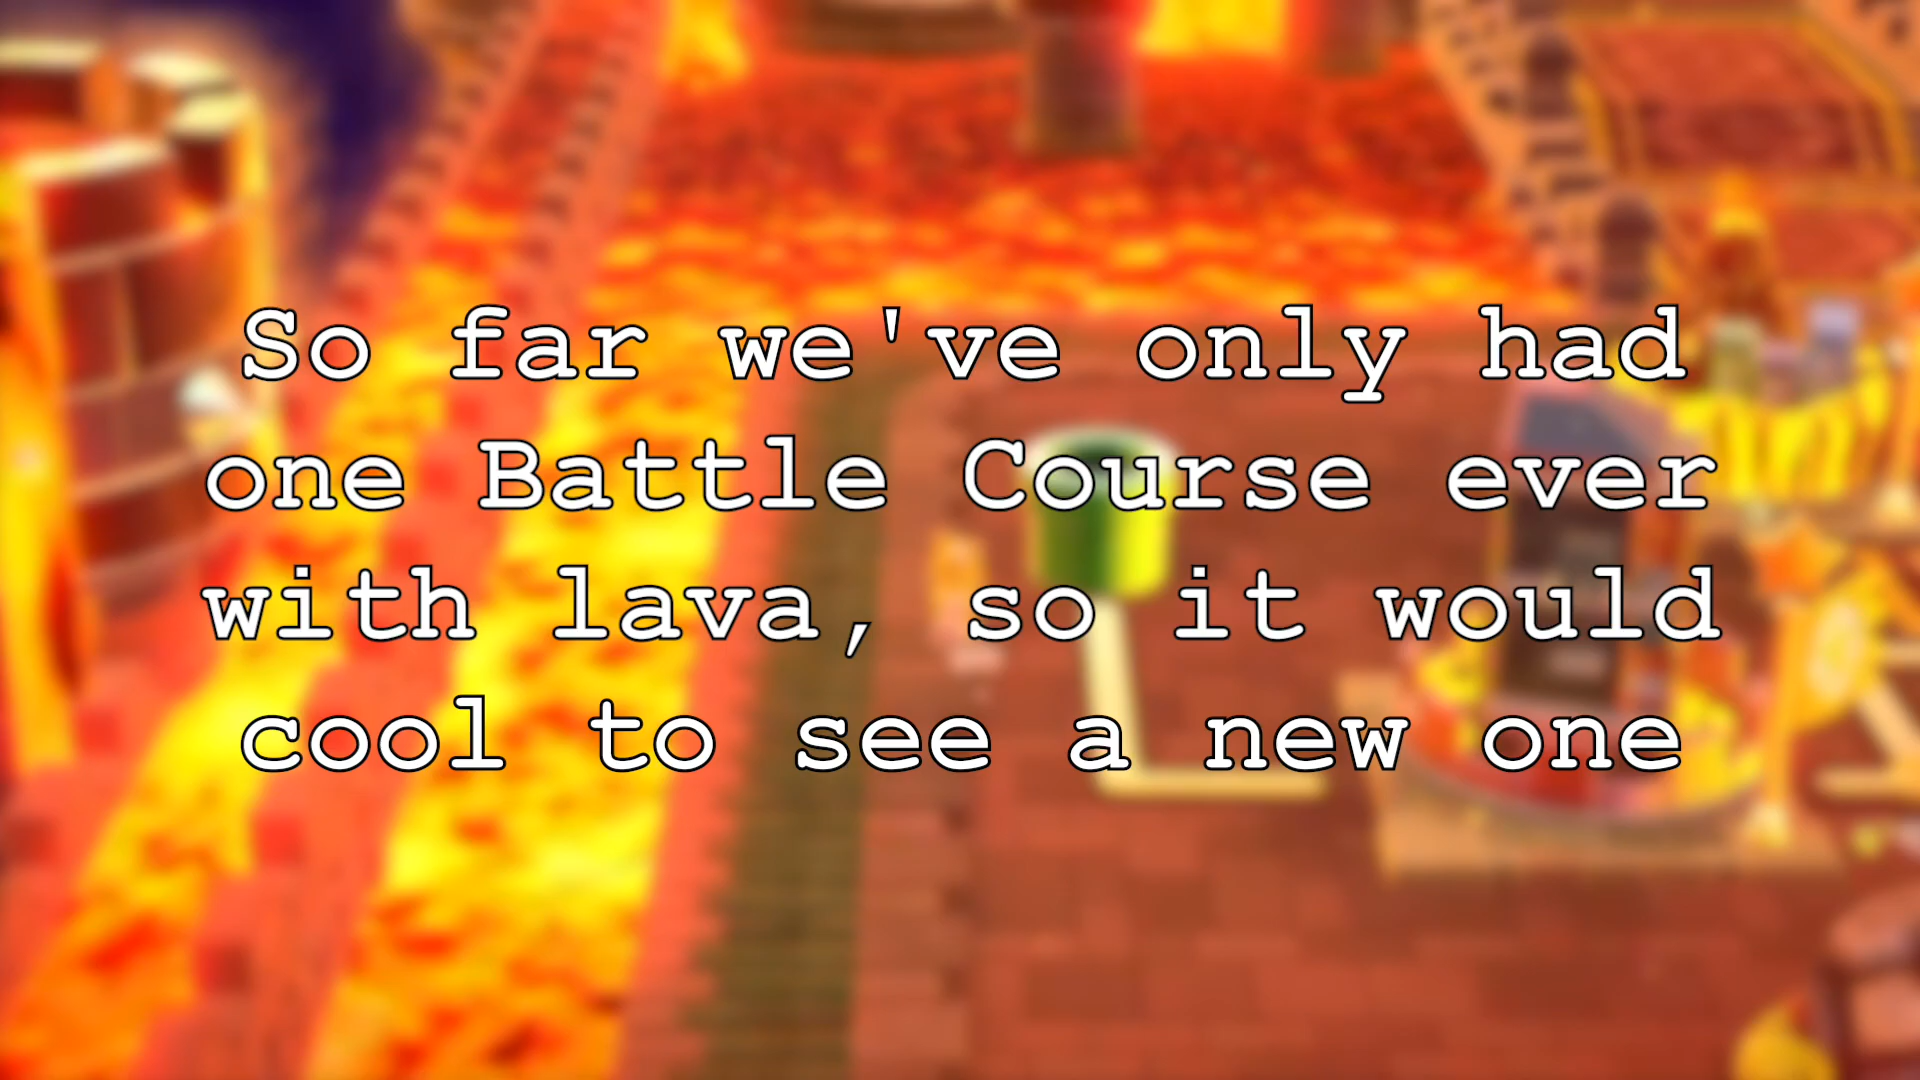 So far we've only had
one Battle Course ever
with lava, so it would
cool to see a new one